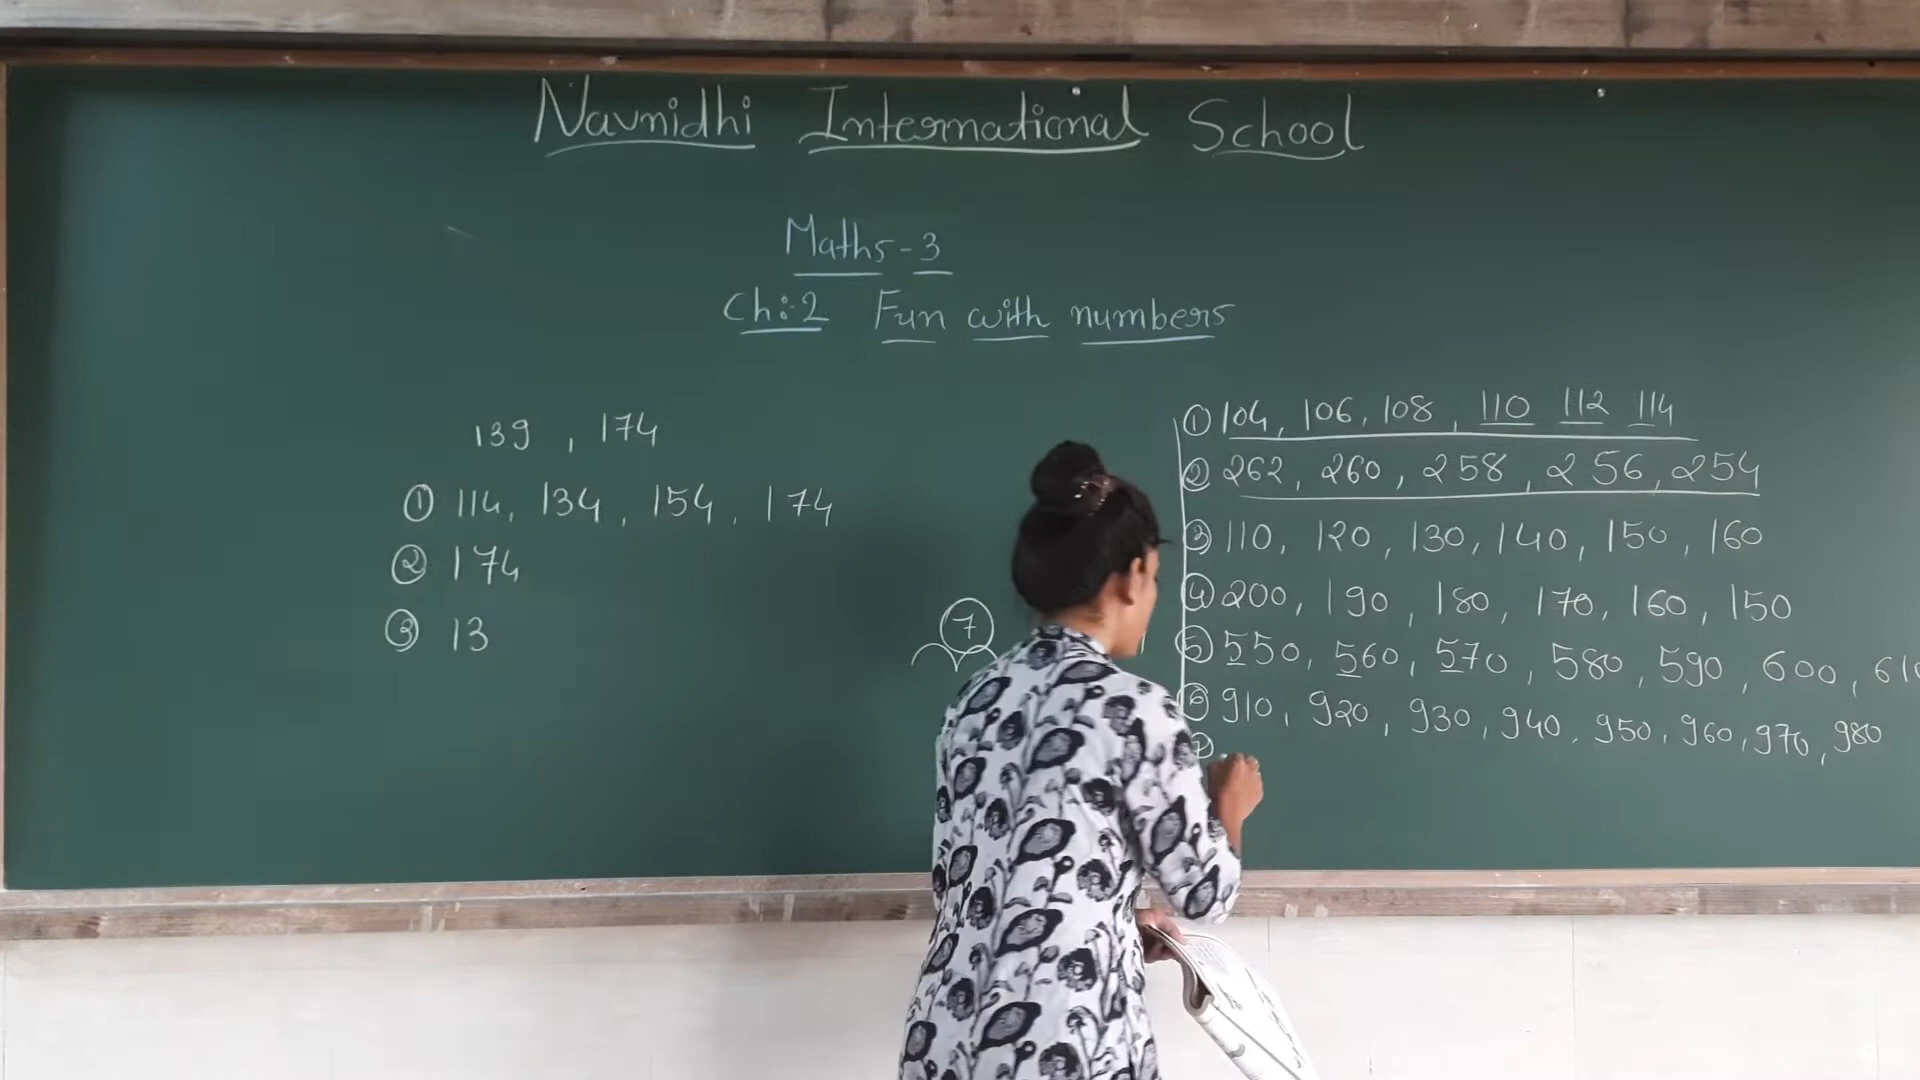 Navnidhi International School
Maths-3
Ch:2 Fun with numbers
139, 174
① 114, 134, 154, 174
② 174
③ 13
7
① 104, 106, 108, 110 112 114
② 262, 260, 258, 256, 254
③ 110, 120, 130, 140, 150, 160
④ 200, 190, 180, 170, 160, 150
⑤ 550, 560, 570, 580, 590, 600, 610
⑥ 910, 920, 930, 940, 950, 960, 970, 980
⑦